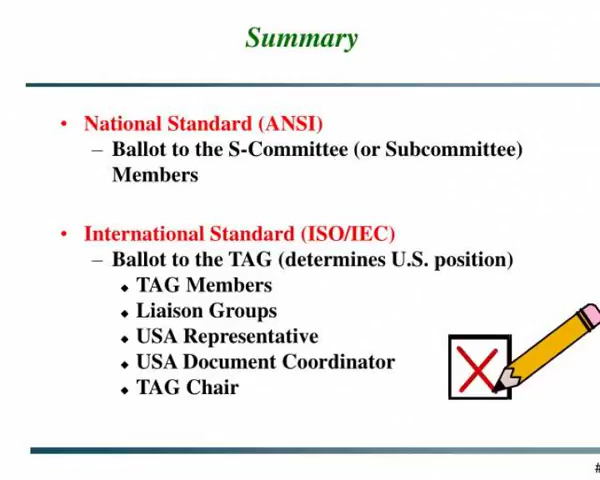 Summary
• National Standard (ANSI)
– Ballot to the S-Committee (or Subcommittee)
Members
• International Standard (ISO/IEC)
– Ballot to the TAG (determines U.S. position)
◆ TAG Members
◆ Liaison Groups
◆ USA Representative
◆ USA Document Coordinator
◆ TAG Chair
#